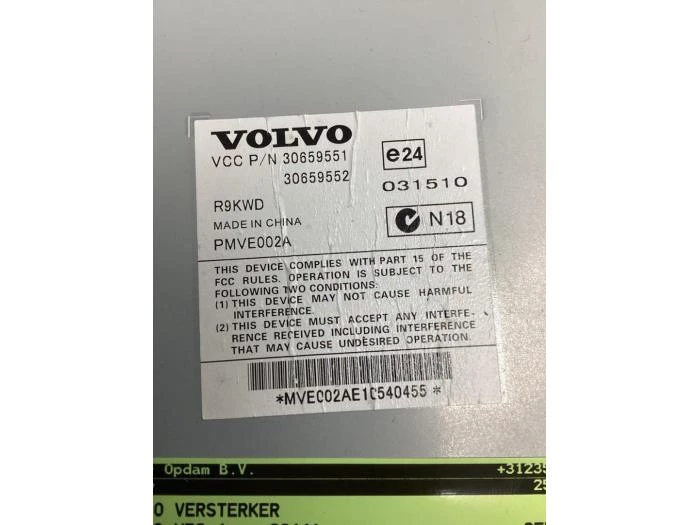 VOLVO
VCC P/N 30659551
30659552
e24
031510
R9KWD
MADE IN CHINA
PMVE002A
N18
THIS DEVICE COMPLIES WITH PART 15 OF THE
FCC RULES. OPERATION IS SUBJECT TO THE
FOLLOWING TWO CONDITIONS:
(1) THIS DEVICE MAY NOT CAUSE HARMFUL
INTERFERENCE.
(2) THIS DEVICE MUST ACCEPT ANY INTERFE-
RENCE RECEIVED INCLUDING INTERFERENCE
THAT MAY CAUSE UNDESIRED OPERATION.
*MVE002AE10540455*
Opdam B.V. +31235
25
O VERSTERKER